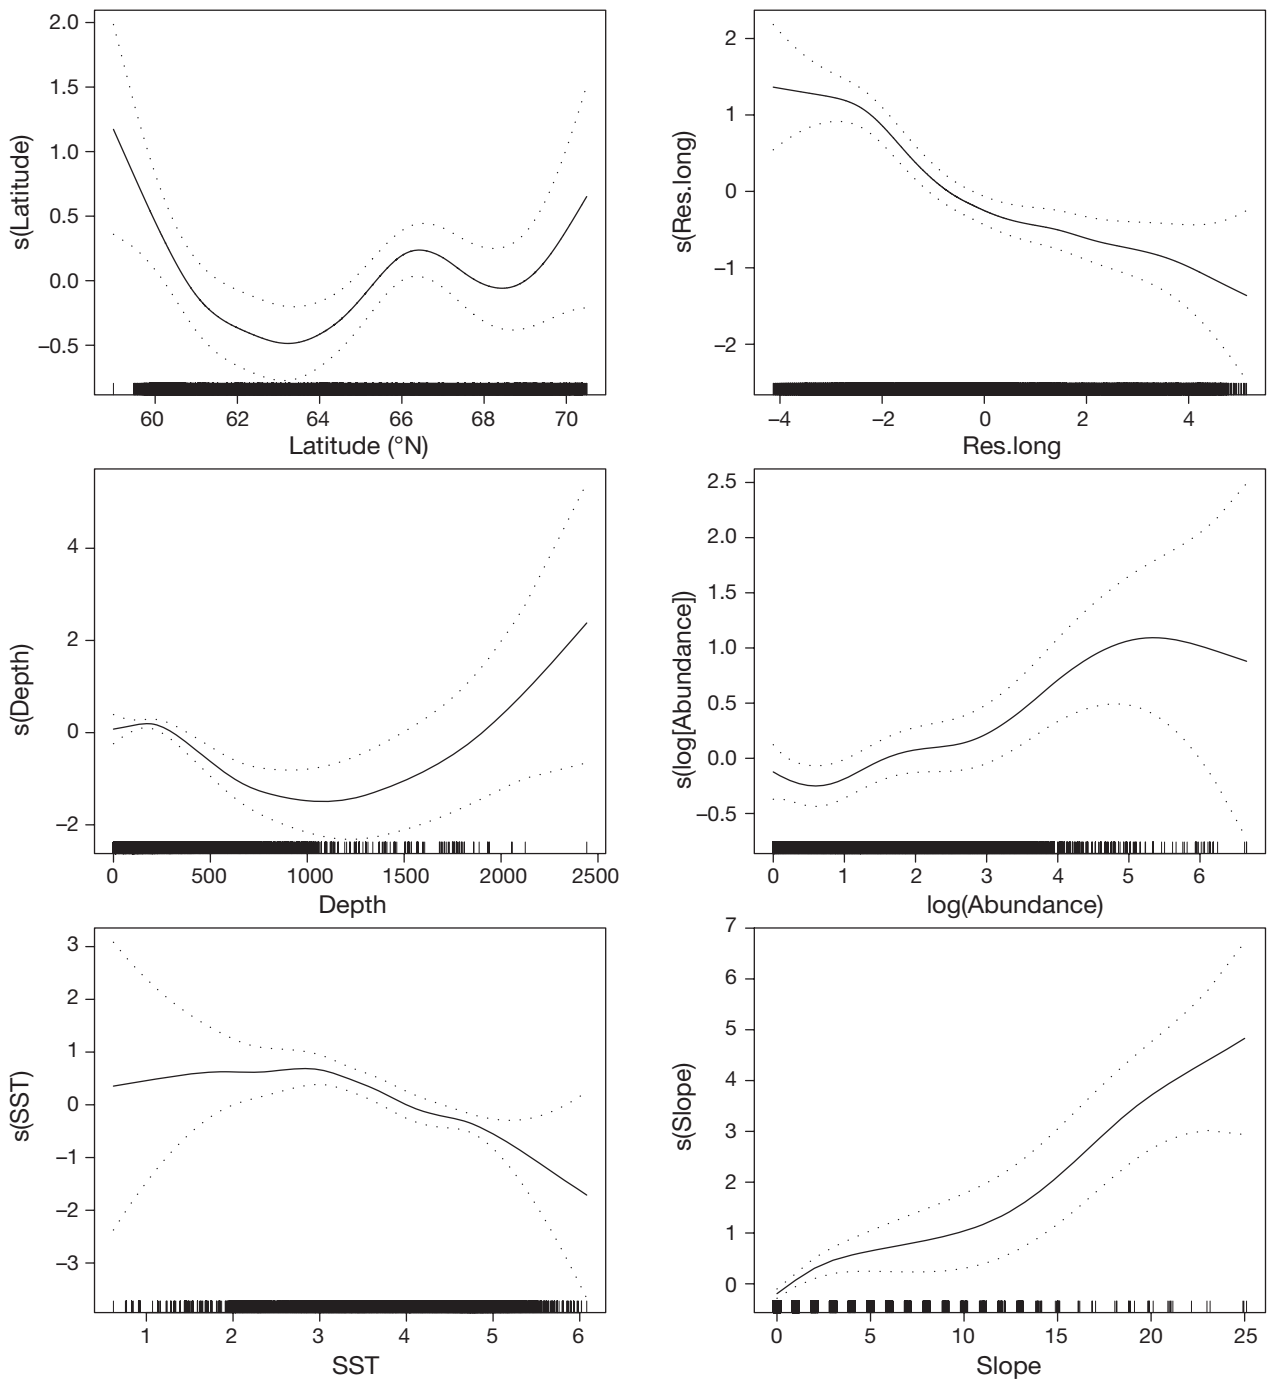 2.0
1.5
1.0
0.5
0.0
−0.5
s(Latitude)
60 62 64 66 68 70
Latitude (°N)
2
1
0
−1
−2
s(Res.long)
−4 −2 0 2 4
Res.long
4
2
0
−2
s(Depth)
0 500 1000 1500 2000 2500
Depth
2.5
2.0
1.5
1.0
0.5
0.0
−0.5
s(log[Abundance])
0 1 2 3 4 5 6
log(Abundance)
3
2
1
0
−1
−2
−3
s(SST)
1 2 3 4 5 6
SST
7
6
5
4
3
2
1
0
s(Slope)
0 5 10 15 20 25
Slope